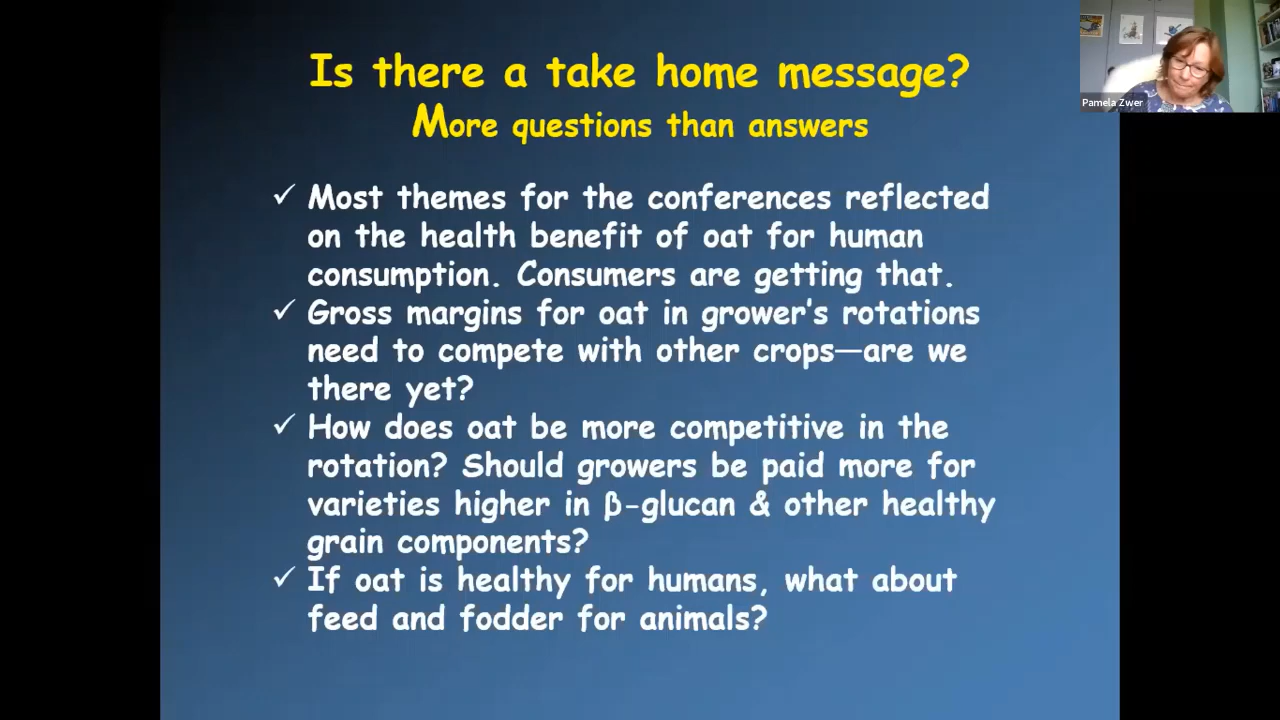 Is there a take home message?
More questions than answers
Pamela Zwer
✓ Most themes for the conferences reflected
on the health benefit of oat for human
consumption. Consumers are getting that.
✓ Gross margins for oat in grower's rotations
need to compete with other crops—are we
there yet?
✓ How does oat be more competitive in the
rotation? Should growers be paid more for
varieties higher in β-glucan & other healthy
grain components?
✓ If oat is healthy for humans, what about
feed and fodder for animals?